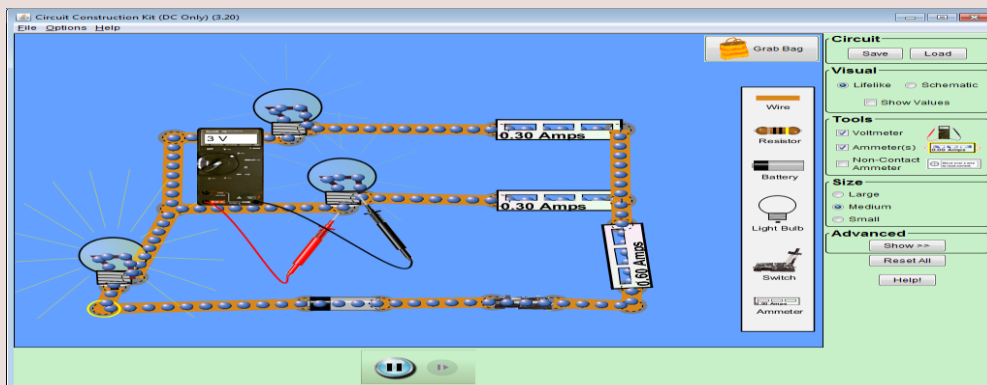 Circuit Construction Kit (DC Only) (3.20)
File Options Help
Grab Bag
3 V
0.30 Amps
0.30 Amps
0.60 Amps
Wire
Resistor
Battery
Light Bulb
Switch
Ammeter
Circuit
Save Load
Visual
Lifelike Schematic
Show Values
Tools
Voltmeter
Ammeter(s)
Non-Contact
Ammeter
Size
Large
Medium
Small
Advanced
Show >>
Reset All
Help!